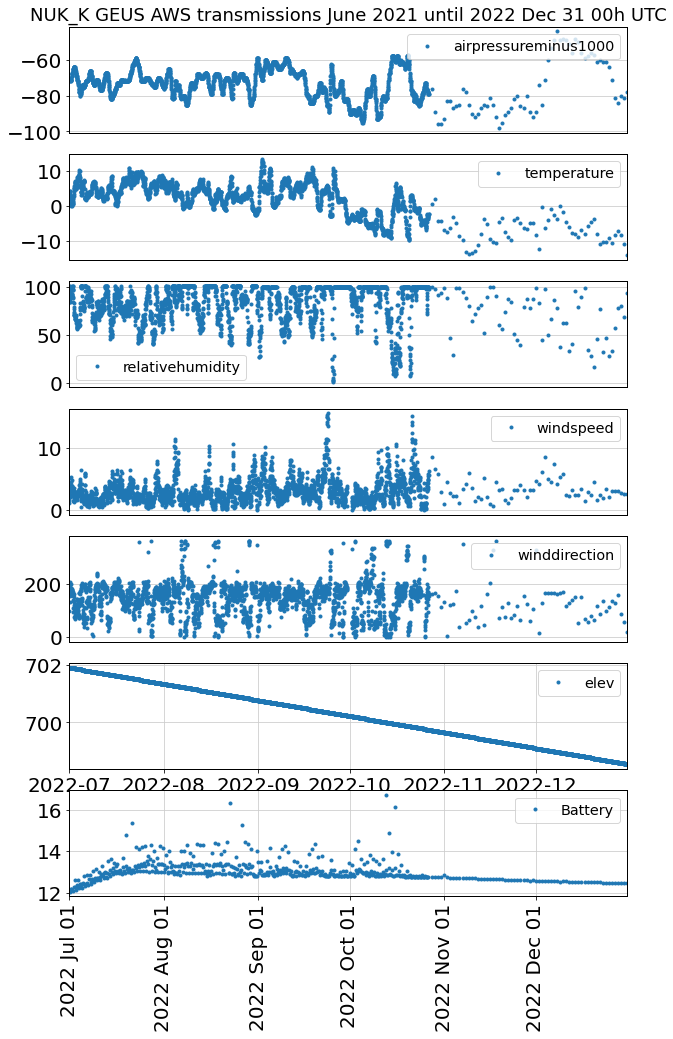 NUK_K GEUS AWS transmissions June 2021 until 2022 Dec 31 00h UTC
airpressureminus1000
−60
−80
−100
temperature
10
0
−10
100
50
0
relativehumidity
windspeed
10
0
winddirection
200
0
702
elev
700
2022-07 2022-08 2022-09 2022-10 2022-11 2022-12
16
Battery
14
12
2022 Jul 01
2022 Aug 01
2022 Sep 01
2022 Oct 01
2022 Nov 01
2022 Dec 01